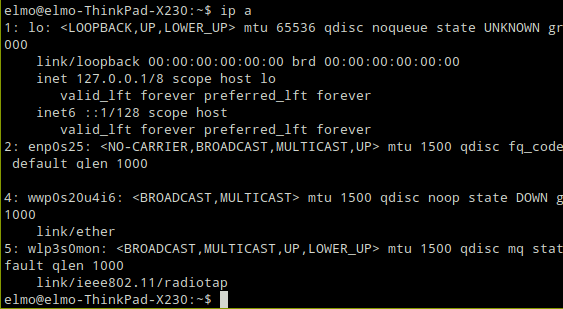 elmo@elmo-ThinkPad-X230:~$ ip a
1: lo: <LOOPBACK,UP,LOWER_UP> mtu 65536 qdisc noqueue state UNKNOWN gr
000
    link/loopback 00:00:00:00:00:00 brd 00:00:00:00:00:00
    inet 127.0.0.1/8 scope host lo
       valid_lft forever preferred_lft forever
    inet6 ::1/128 scope host
       valid_lft forever preferred_lft forever
2: enp0s25: <NO-CARRIER,BROADCAST,MULTICAST,UP> mtu 1500 qdisc fq_code
 default qlen 1000
4: wwp0s20u4i6: <BROADCAST,MULTICAST> mtu 1500 qdisc noop state DOWN g
1000
    link/ether
5: wlp3s0mon: <BROADCAST,MULTICAST,UP,LOWER_UP> mtu 1500 qdisc mq stat
fault qlen 1000
    link/ieee802.11/radiotap
elmo@elmo-ThinkPad-X230:~$